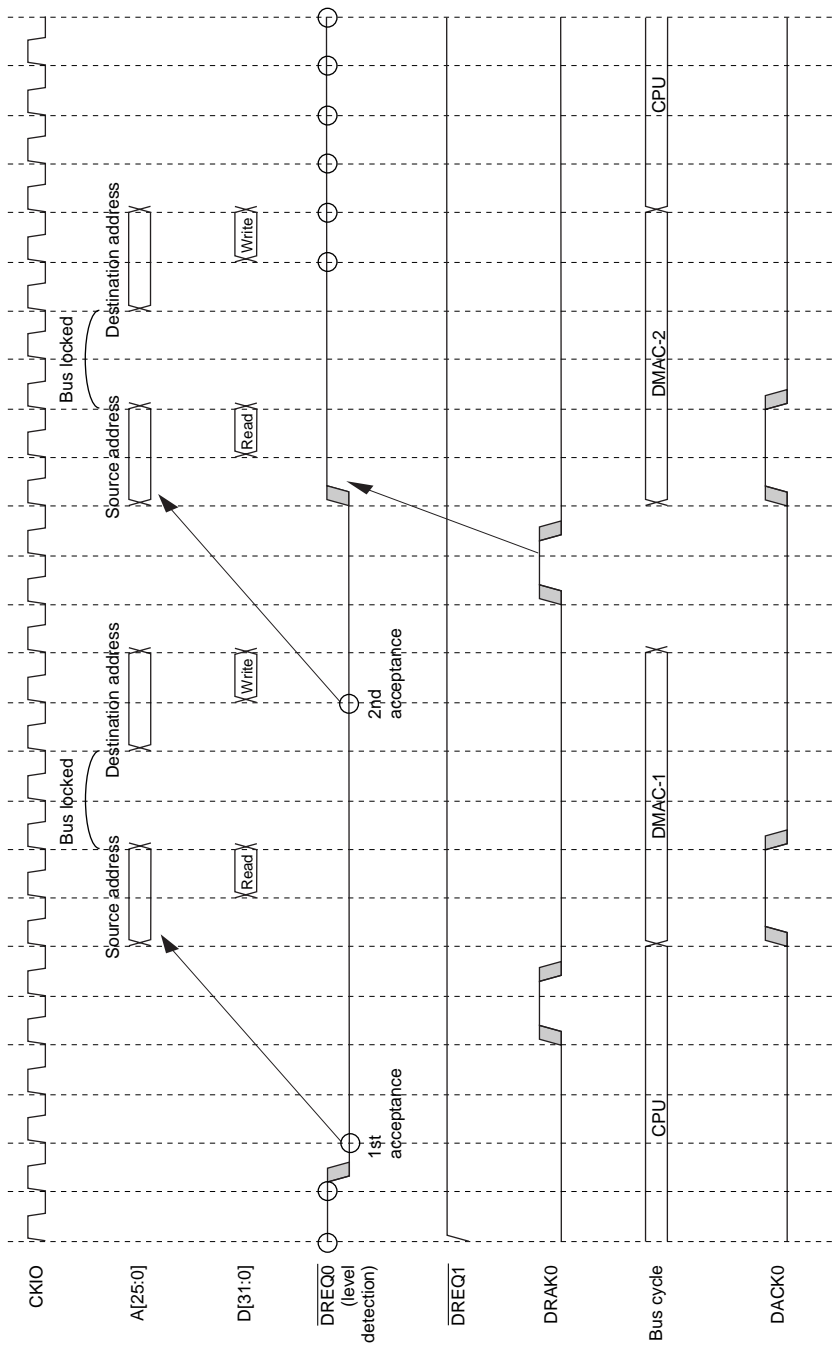 CKIO
Source address
Bus locked
Destination address
Source address
Bus locked
Destination address
A[25:0]
D[31:0]
Read
Write
Read
Write
DREQ0
(level
detection)
1st
acceptance
2nd
acceptance
DREQ1
DRAK0
Bus cycle
CPU
DMAC-1
DMAC-2
CPU
DACK0